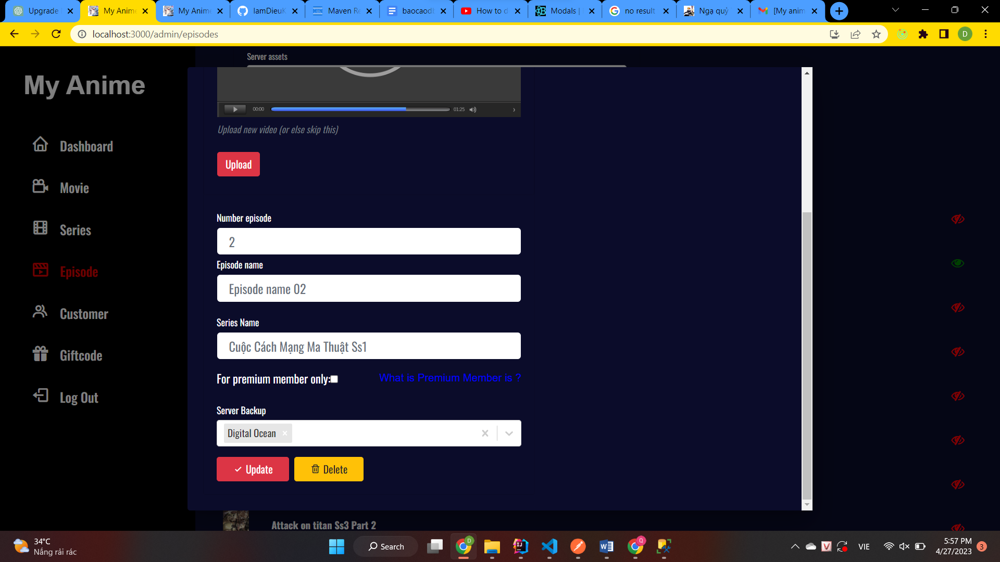 Upgrade
My Anime
My Anime
IamDieuK
Maven Re
baocaodb
How to d
Modals |
no result
Ngạ quỷ
[My anim
localhost:3000/admin/episodes
D
Server assets
My Anime
00:00
01:25
Upload new video (or else skip this)
Dashboard
Upload
Movie
Number episode
Series
2
Episode name
Episode
Episode name 02
Customer
Series Name
Cuộc Cách Mạng Ma Thuật Ss1
Giftcode
For premium member only:
What is Premium Member is ?
Log Out
Server Backup
Digital Ocean
Update
Delete
Attack on titan Ss3 Part 2
34°C
Nắng rải rác
Search
VIE
5:57 PM
4/27/2023
3